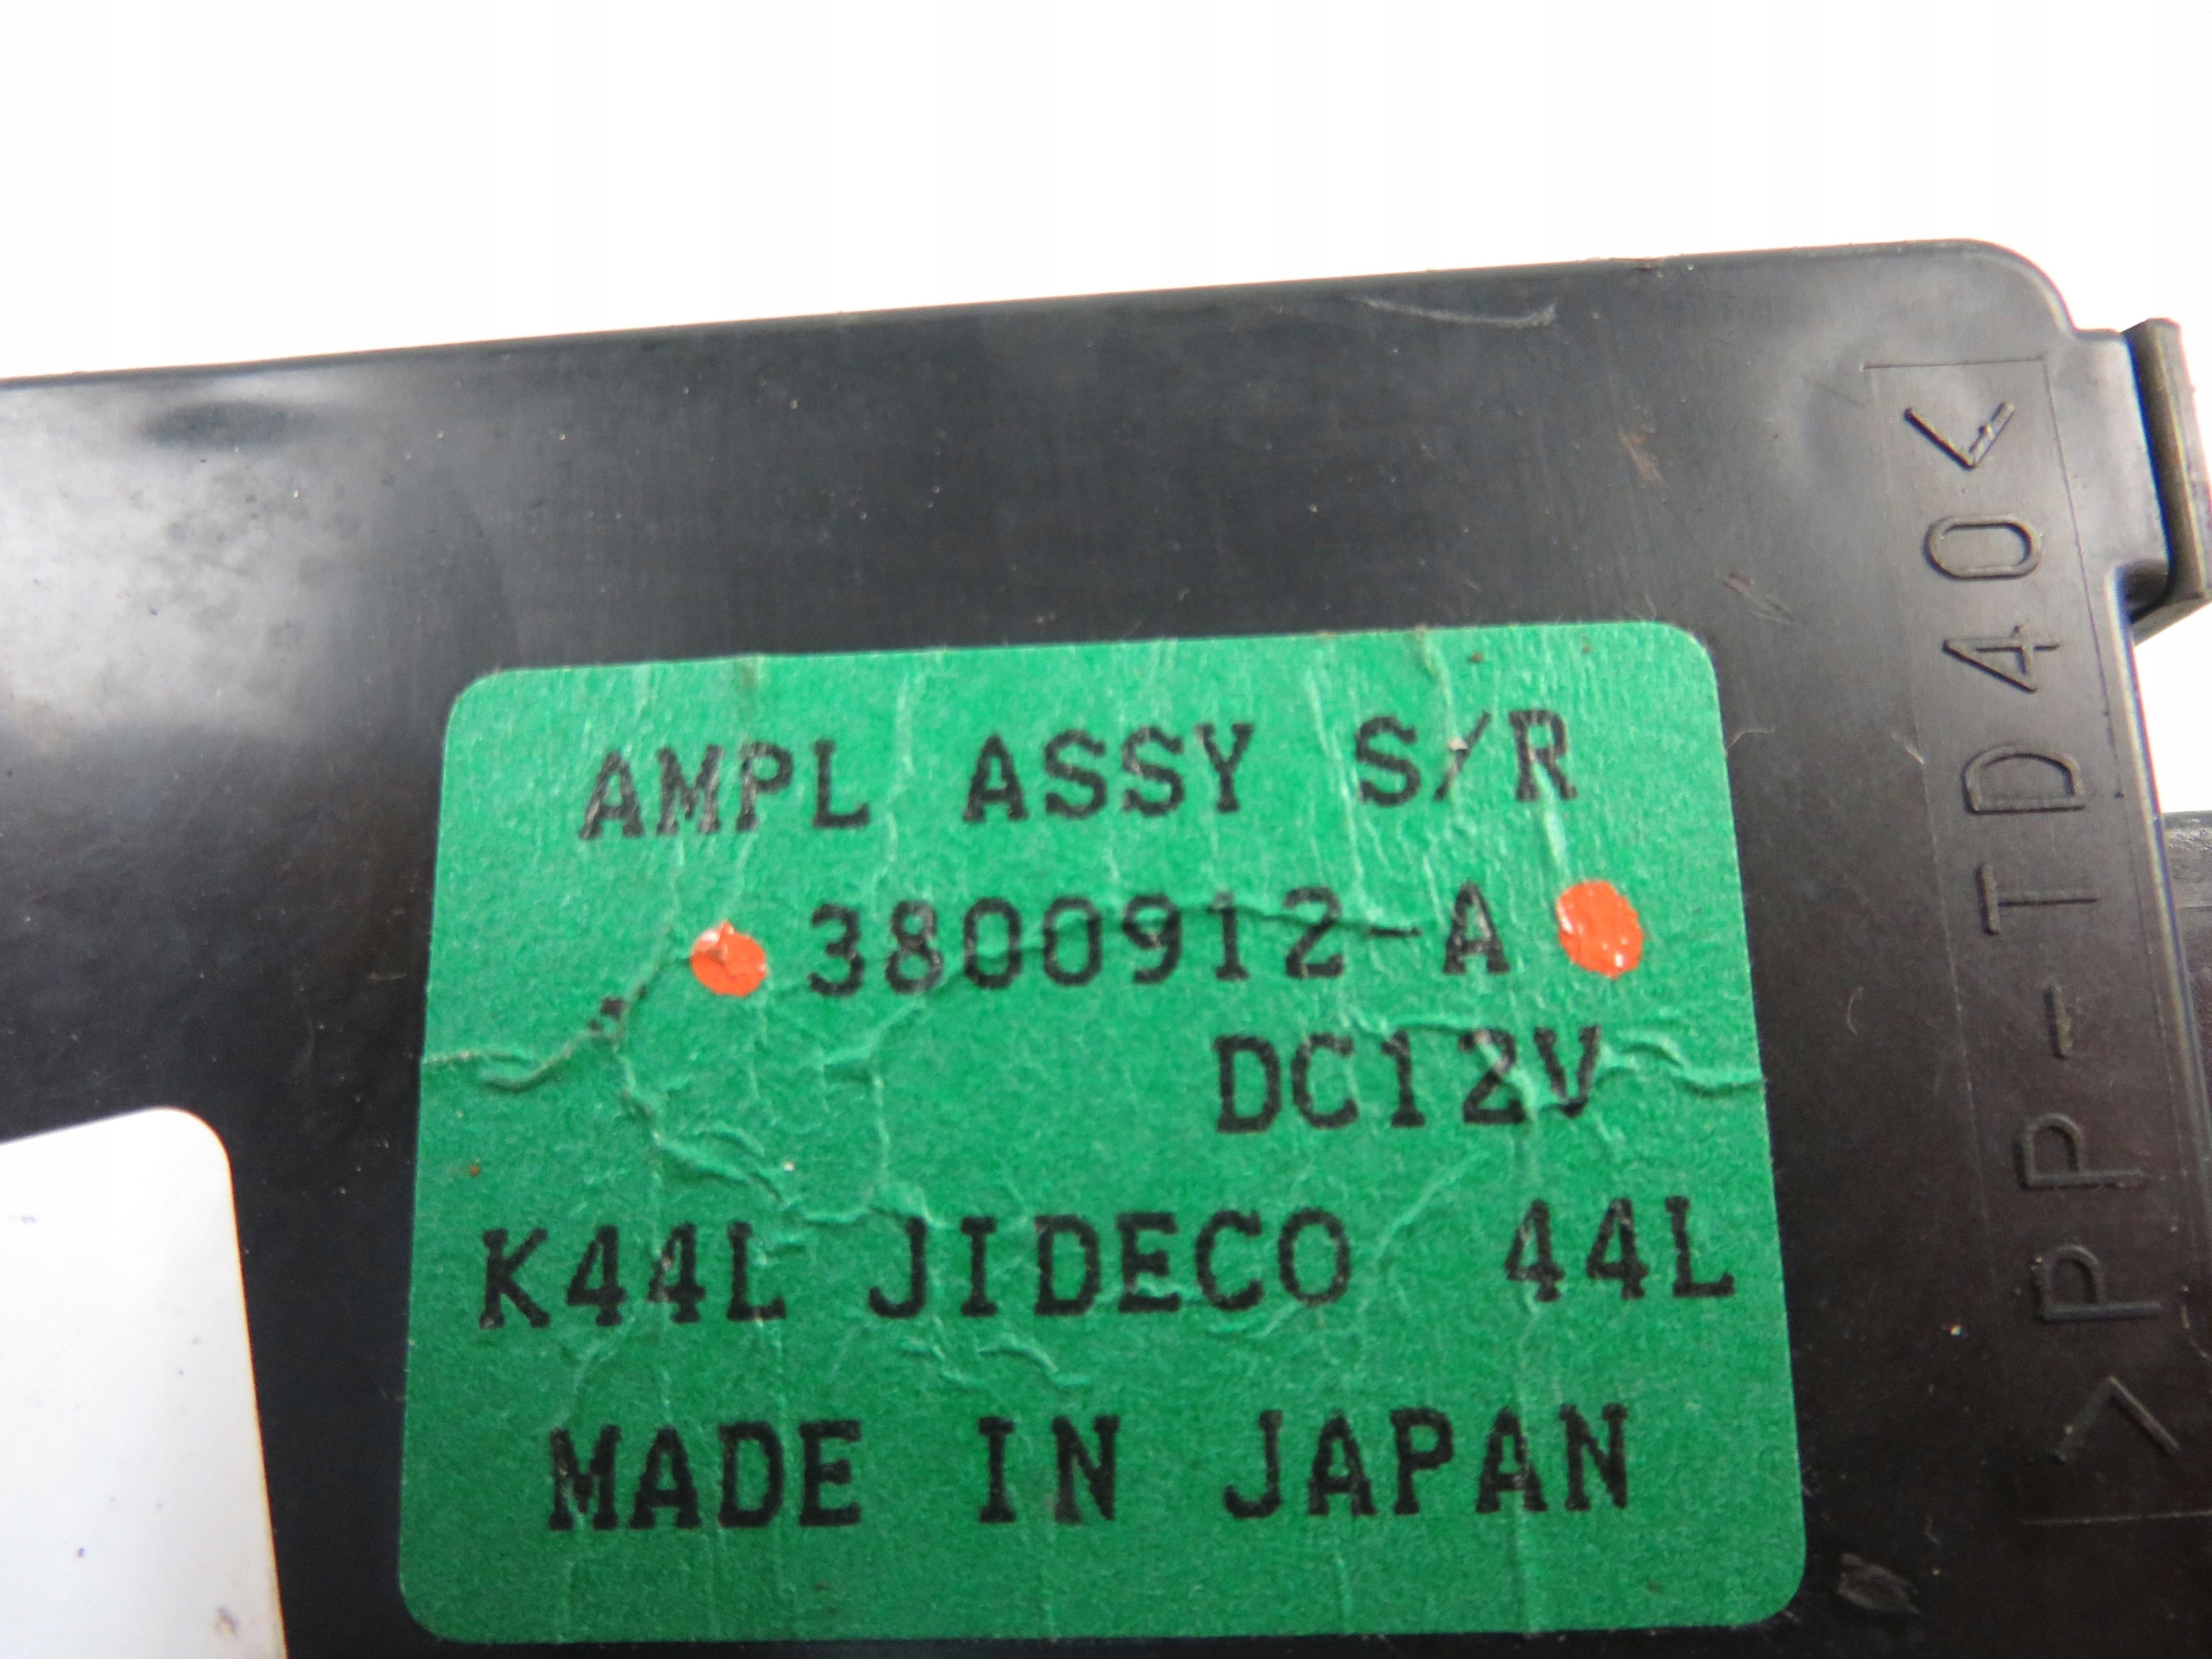 AMPL ASSY S/R
3800912-A
DC12V
K44L JIDECO 44L
MADE IN JAPAN
>PP-TD40<